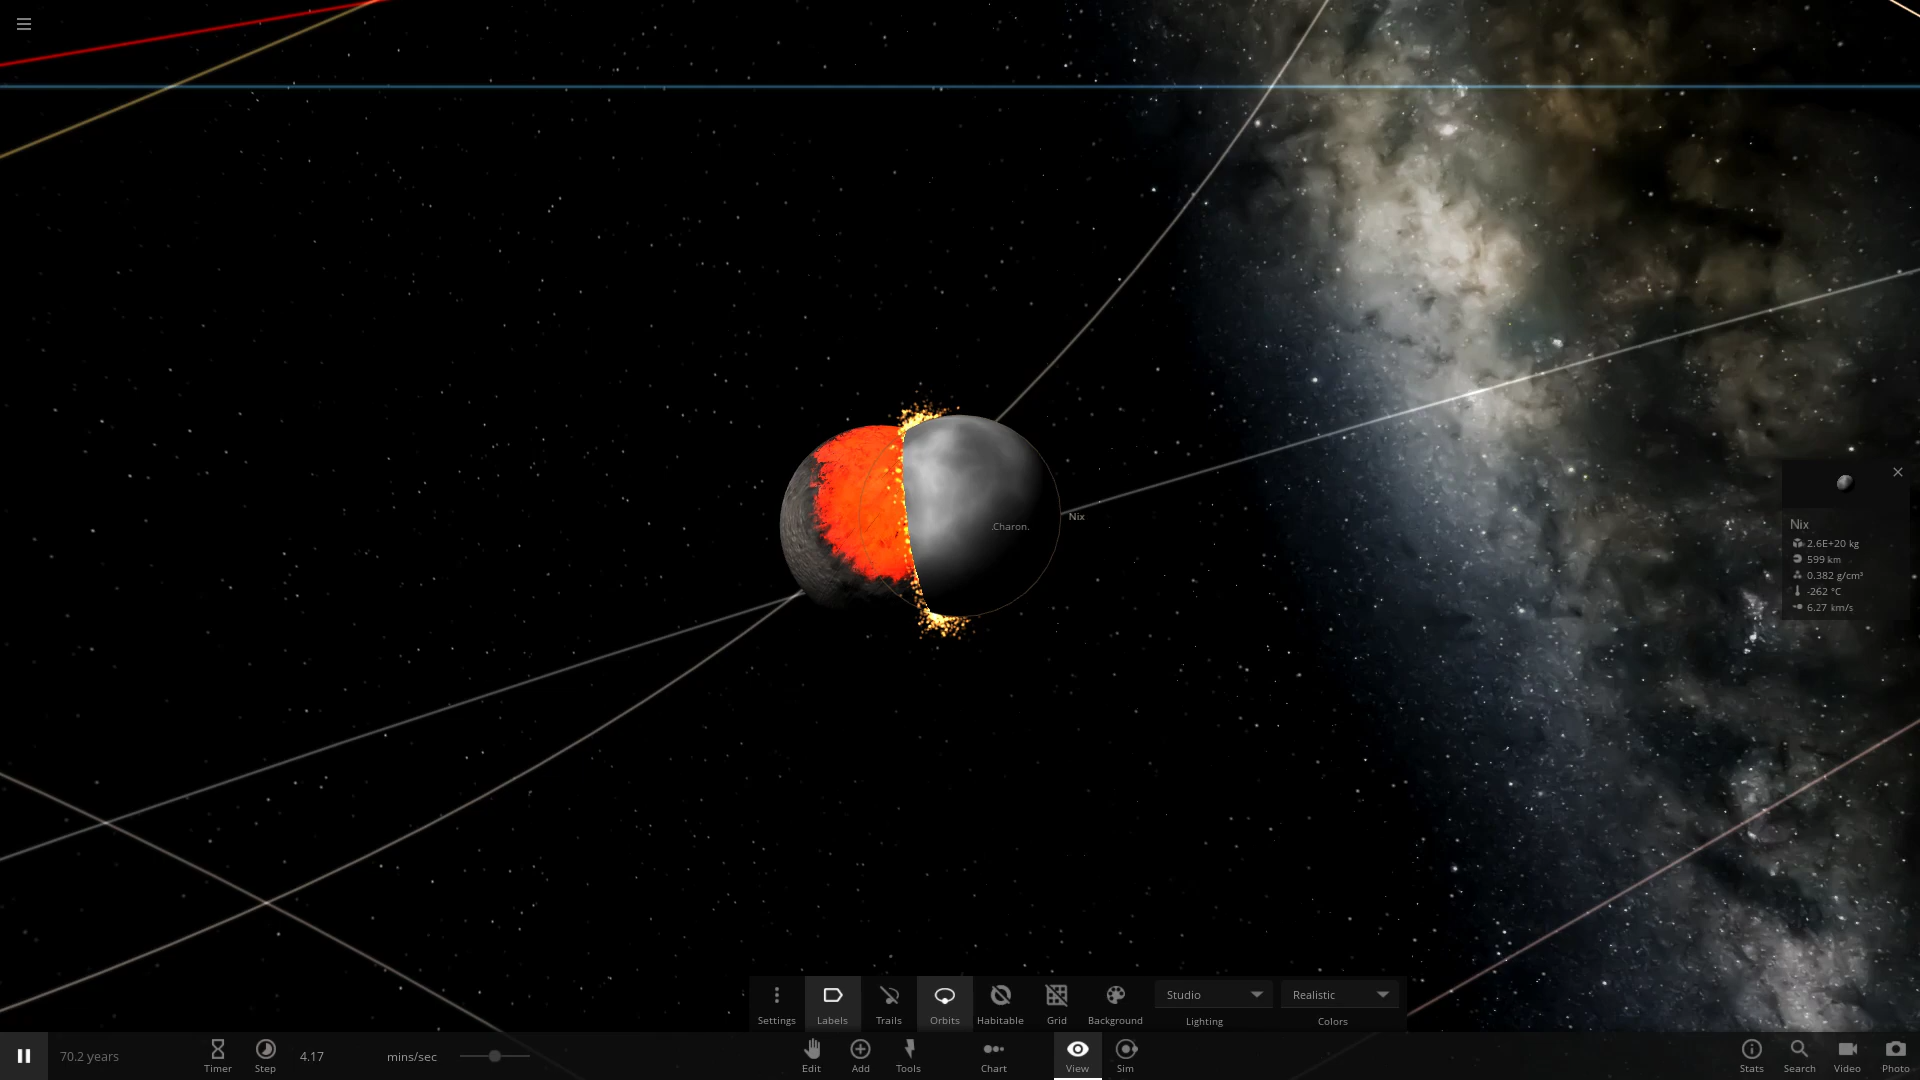 .Charon.
Nix
Nix
2.6E+20 kg
599 km
0.382 g/cm³
-262 °C
6.27 km/s
Settings
Labels
Trails
Orbits
Habitable
Grid
Background
Studio
Lighting
Realistic
Colors
70.2 years
Timer
Step
4.17
mins/sec
Edit
Add
Tools
Chart
View
Sim
Stats
Search
Video
Photo